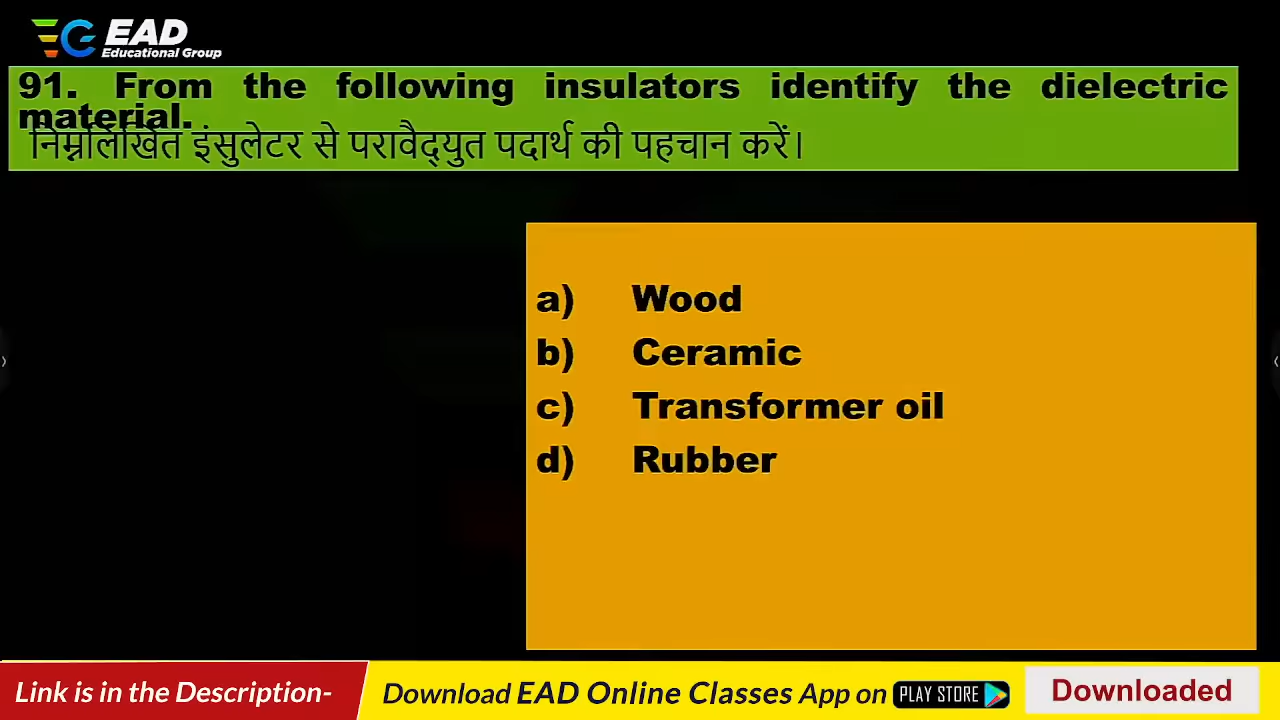 EAD
Educational Group
91. From the following insulators identify the dielectric
material.
निम्नलिखित इंसुलेटर से परावैद्युत पदार्थ की पहचान करें।
a) Wood
b) Ceramic
c) Transformer oil
d) Rubber
Link is in the Description-
Download EAD Online Classes App on PLAY STORE
Downloaded